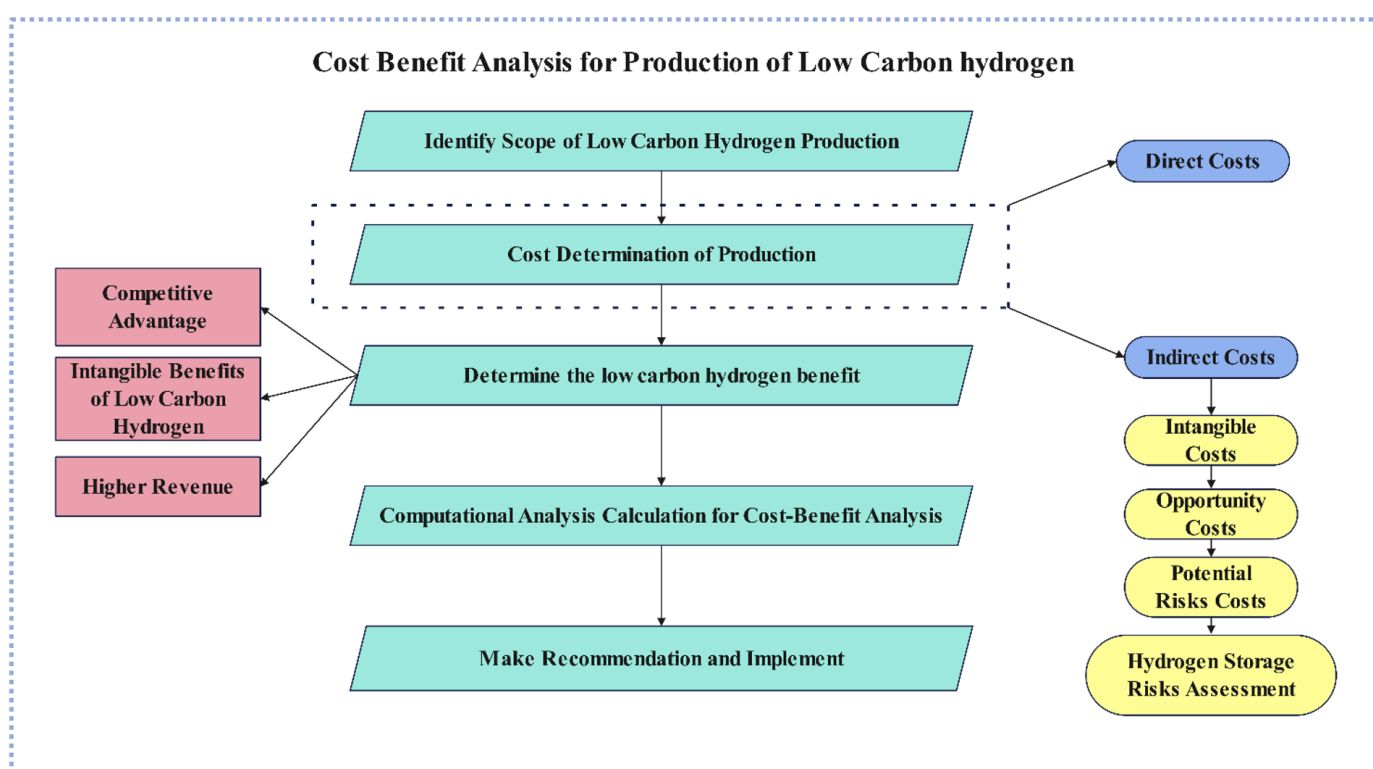 Cost Benefit Analysis for Production of Low Carbon hydrogen
Identify Scope of Low Carbon Hydrogen Production
Direct Costs
Cost Determination of Production
Competitive
Advantage
Intangible Benefits
of Low Carbon
Hydrogen
Higher Revenue
Determine the low carbon hydrogen benefit
Indirect Costs
Intangible
Costs
Opportunity
Costs
Potential
Risks Costs
Hydrogen Storage
Risks Assessment
Computational Analysis Calculation for Cost-Benefit Analysis
Make Recommendation and Implement